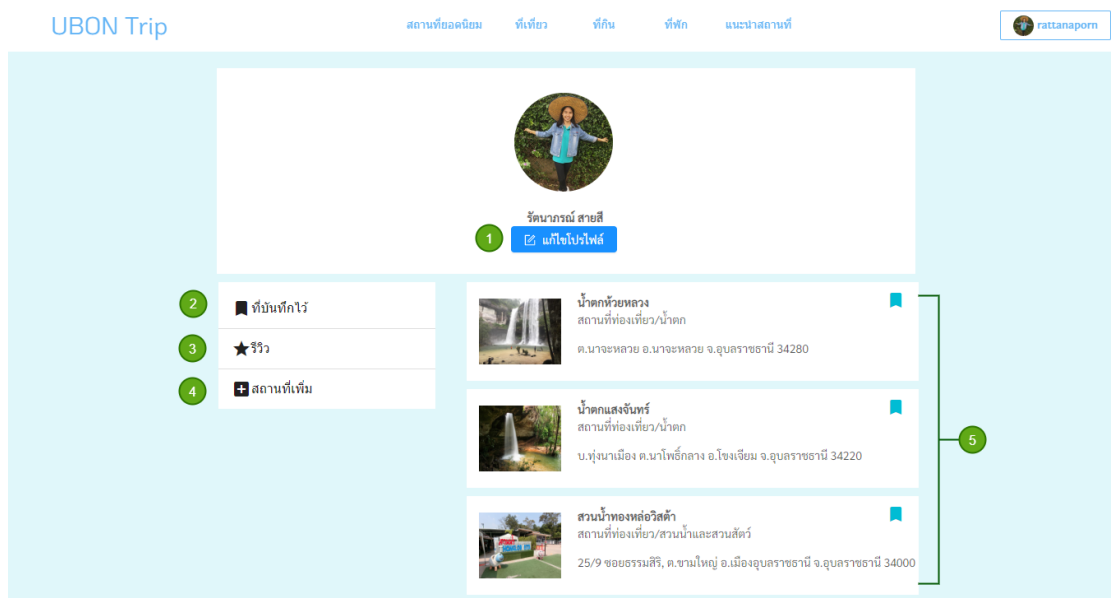 UBON Trip
สถานที่ยอดนิยม ที่เที่ยว ที่กิน ที่พัก แนะนำสถานที่
rattanaporn
รัตนาภรณ์ สายสี
1 แก้ไขโปรไฟล์
2 ที่บันทึกไว้
3 รีวิว
4 สถานที่เพิ่ม
น้ำตกห้วยหลวง
สถานที่ท่องเที่ยว/น้ำตก
ต.นาจะหลวย อ.นาจะหลวย จ.อุบลราชธานี 34280
น้ำตกแสงจันทร์
สถานที่ท่องเที่ยว/น้ำตก
5
บ.ทุ่งนาเมือง ต.นาโพธิ์กลาง อ.โขงเจียม จ.อุบลราชธานี 34220
สวนน้ำทองหล่อวิสต้า
สถานที่ท่องเที่ยว/สวนน้ำและสวนสัตว์
25/9 ซอยธรรมสิริ, ต.ขามใหญ่ อ.เมืองอุบลราชธานี จ.อุบลราชธานี 34000